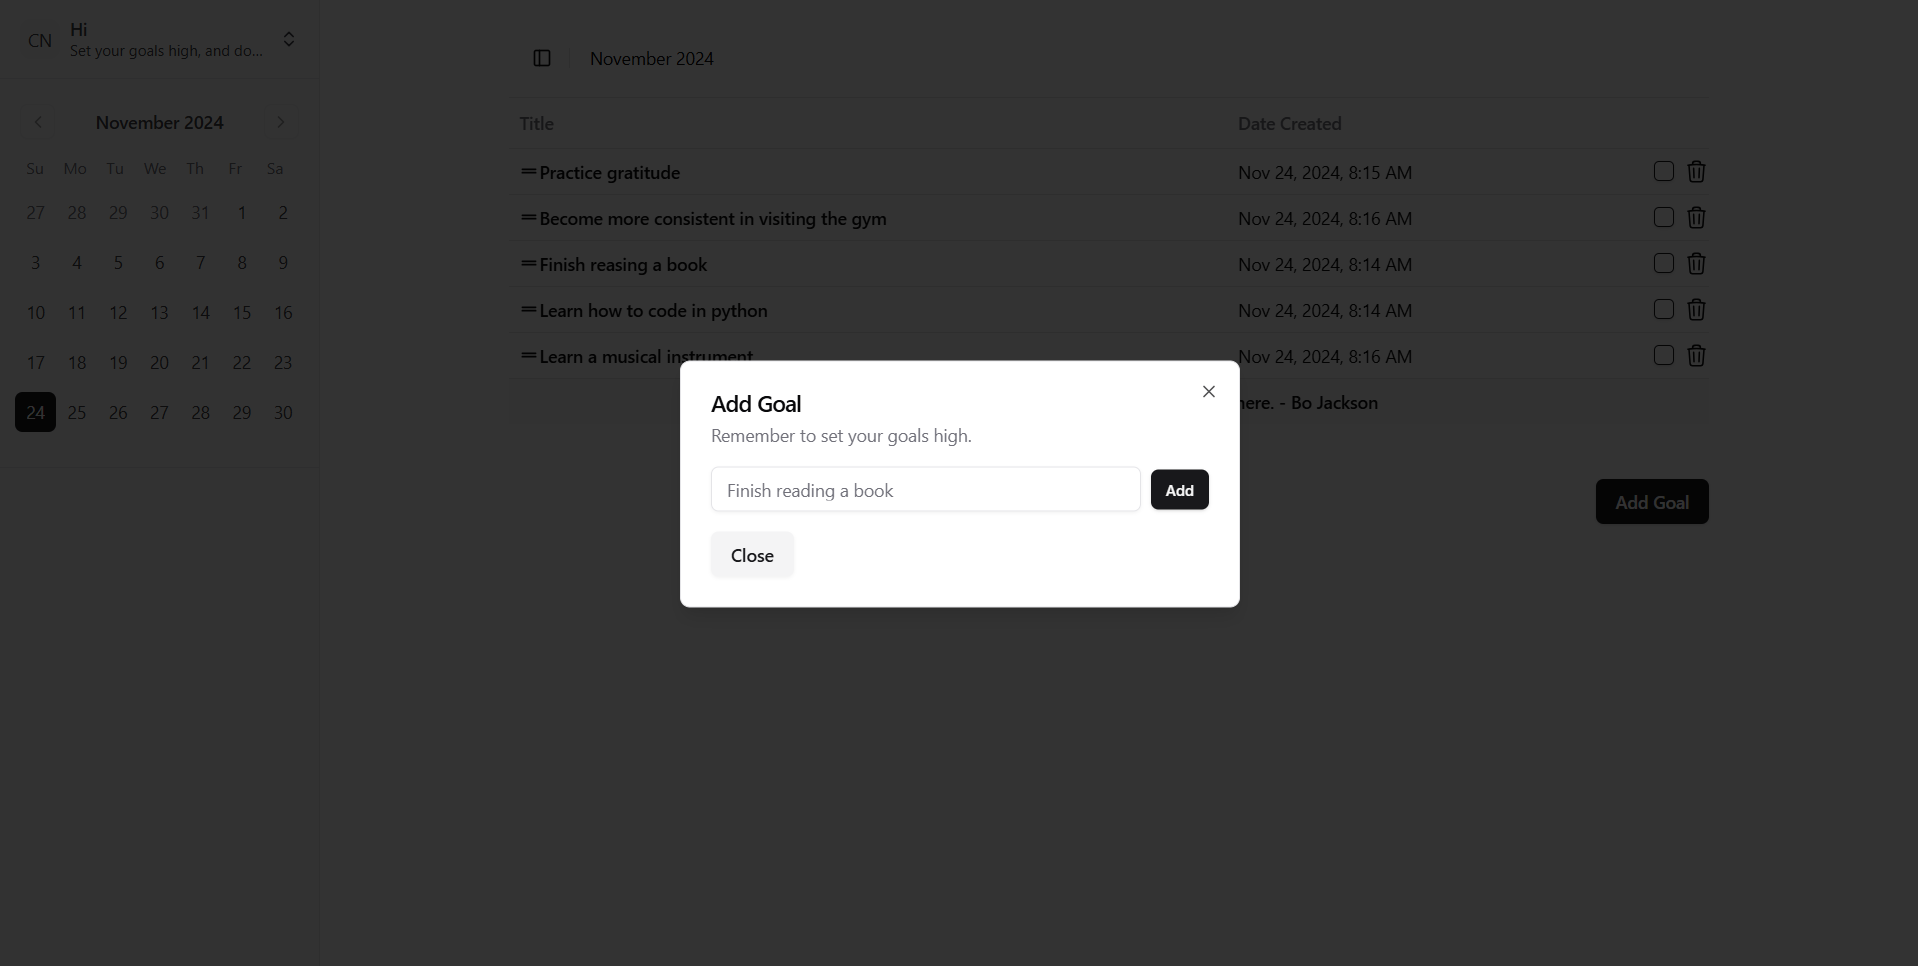 CN
Hi
Set your goals high, and do...
November 2024
Su Mo Tu We Th Fr Sa
27 28 29 30 31 1 2
3 4 5 6 7 8 9
10 11 12 13 14 15 16
17 18 19 20 21 22 23
24 25 26 27 28 29 30
November 2024
Title Date Created
Practice gratitude Nov 24, 2024, 8:15 AM
Become more consistent in visiting the gym Nov 24, 2024, 8:16 AM
Finish reasing a book Nov 24, 2024, 8:14 AM
Learn how to code in python Nov 24, 2024, 8:14 AM
Learn a musical instrument Nov 24, 2024, 8:16 AM
- Bo Jackson
Add Goal
Add Goal
Remember to set your goals high.
Finish reading a book Add
Close